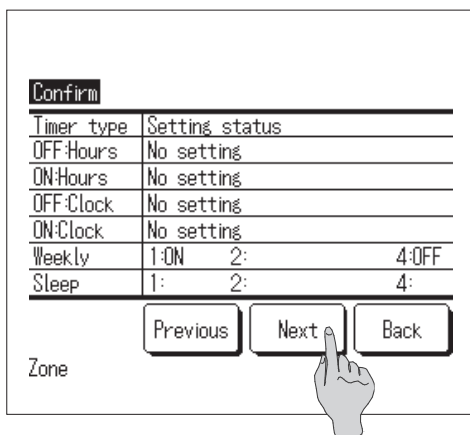 Confirm
Timer type Setting status
OFF:Hours No setting
ON:Hours No setting
OFF:Clock No setting
ON:Clock No setting
Weekly 1:ON 2: 4:OFF
Sleep 1: 2: 4:
Previous Next Back
Zone